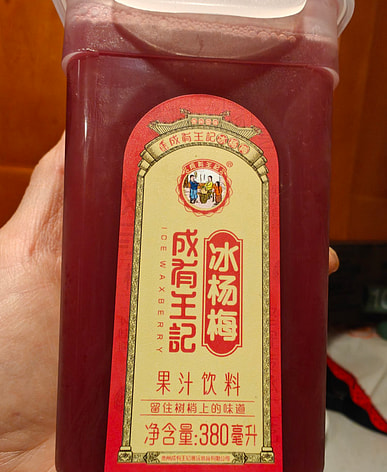 成有王記
冰杨梅
ICE WAXBERRY
果汁饮料
留住树梢上的味道
净含量:380毫升